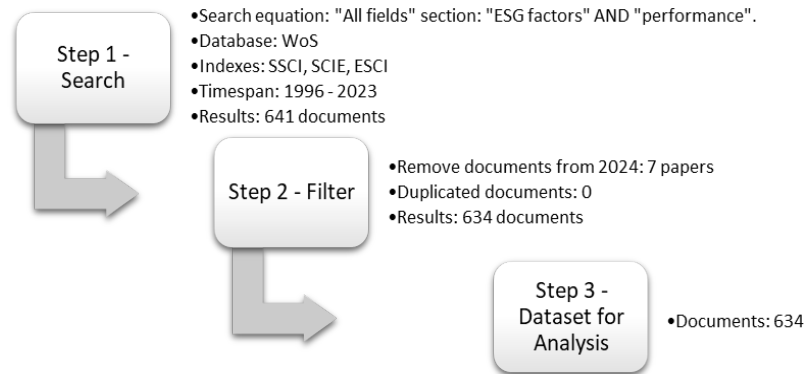 Step 1 -
Search
•Search equation: "All fields" section: "ESG factors" AND "performance".
•Database: WoS
•Indexes: SSCI, SCIE, ESCI
•Timespan: 1996 - 2023
•Results: 641 documents
Step 2 - Filter
•Remove documents from 2024: 7 papers
•Duplicated documents: 0
•Results: 634 documents
Step 3 -
Dataset for
Analysis
•Documents: 634